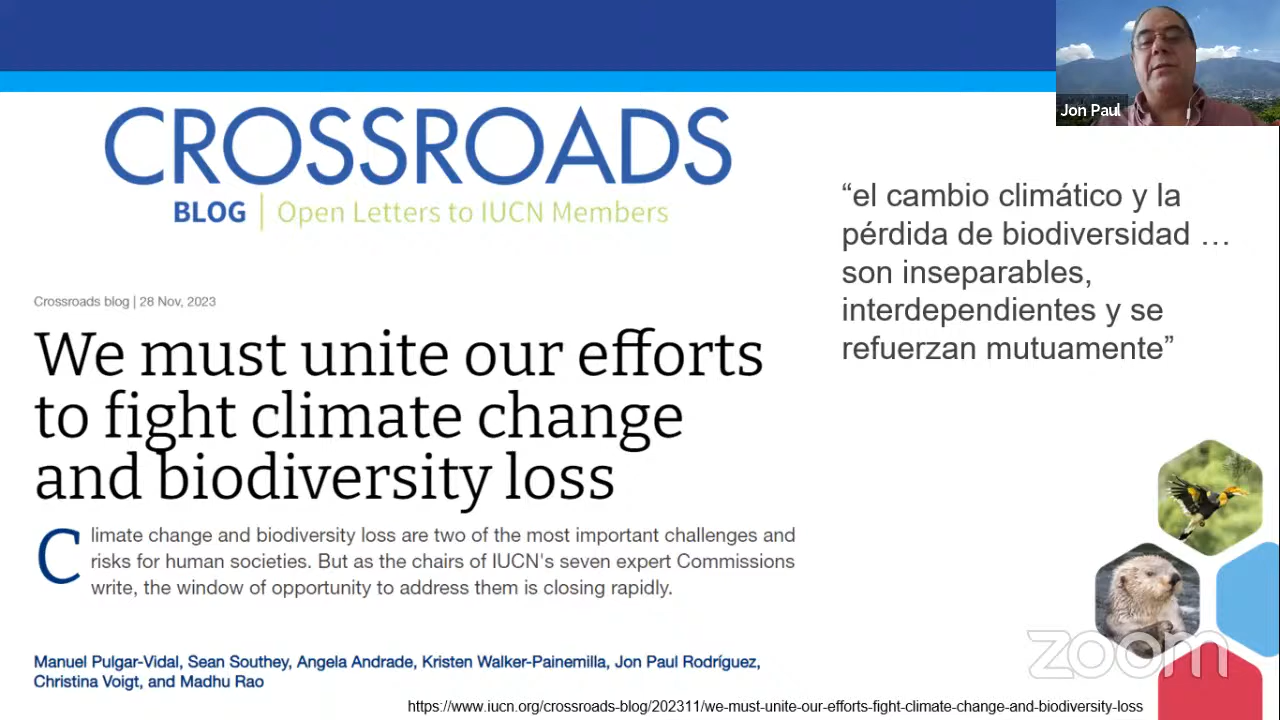 CROSSROADS
BLOG | Open Letters to IUCN Members
Crossroads blog | 28 Nov, 2023
We must unite our efforts
to fight climate change
and biodiversity loss
Climate change and biodiversity loss are two of the most important challenges and
risks for human societies. But as the chairs of IUCN's seven expert Commissions
write, the window of opportunity to address them is closing rapidly.
Manuel Pulgar-Vidal, Sean Southey, Angela Andrade, Kristen Walker-Painemilla, Jon Paul Rodríguez,
Christina Voigt, and Madhu Rao
https://www.iucn.org/crossroads-blog/202311/we-must-unite-our-efforts-fight-climate-change-and-biodiversity-loss
Jon Paul
“el cambio climático y la
pérdida de biodiversidad …
son inseparables,
interdependientes y se
refuerzan mutuamente”
zoom